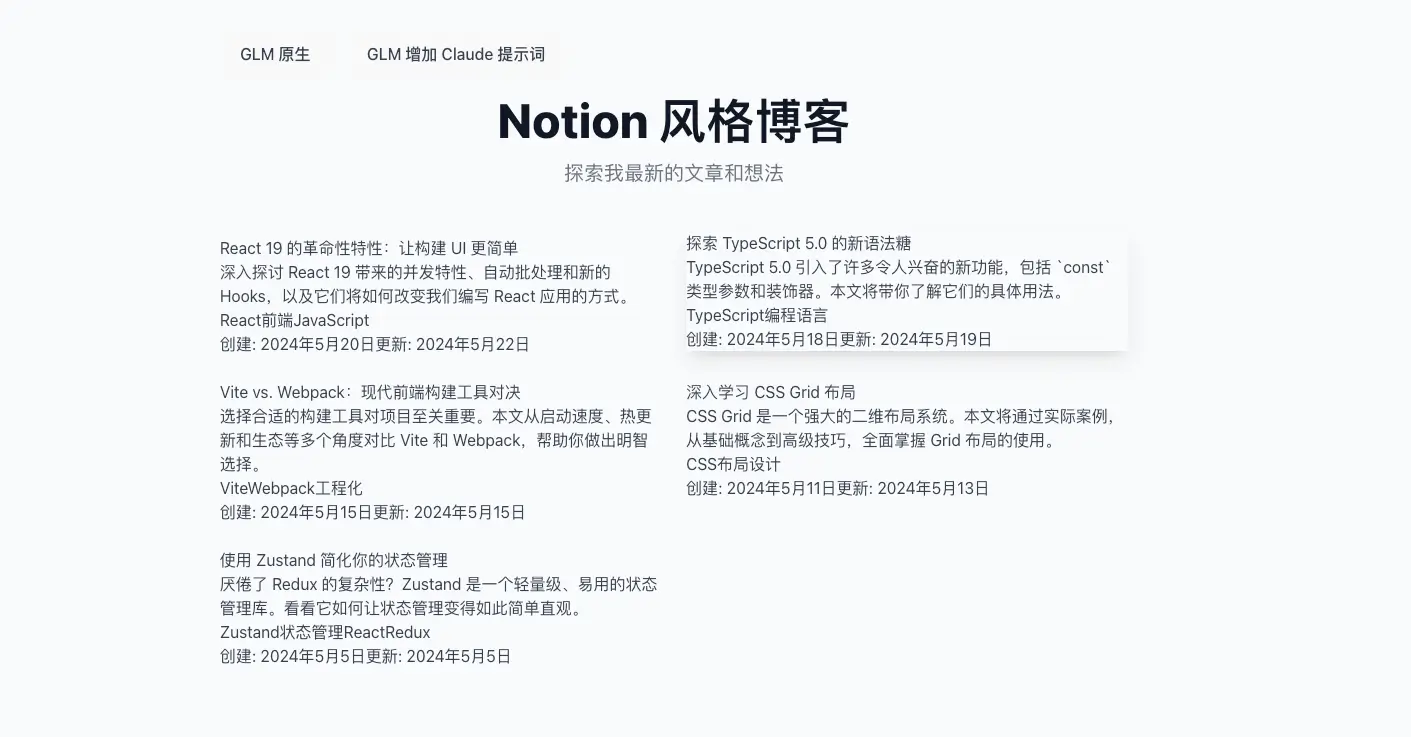 GLM 原生
GLM 增加 Claude 提示词
Notion 风格博客
探索我最新的文章和想法
React 19 的革命性特性：让构建 UI 更简单
深入探讨 React 19 带来的并发特性、自动批处理和新的
Hooks，以及它们将如何改变我们编写 React 应用的方式。
React前端JavaScript
创建: 2024年5月20日更新: 2024年5月22日
探索 TypeScript 5.0 的新语法糖
TypeScript 5.0 引入了许多令人兴奋的新功能，包括 `const`
类型参数和装饰器。本文将带你了解它们的具体用法。
TypeScript编程语言
创建: 2024年5月18日更新: 2024年5月19日
Vite vs. Webpack：现代前端构建工具对决
选择合适的构建工具对项目至关重要。本文从启动速度、热更
新和生态等多个角度对比 Vite 和 Webpack，帮助你做出明智
选择。
ViteWebpack工程化
创建: 2024年5月15日更新: 2024年5月15日
深入学习 CSS Grid 布局
CSS Grid 是一个强大的二维布局系统。本文将通过实际案例，
从基础概念到高级技巧，全面掌握 Grid 布局的使用。
CSS布局设计
创建: 2024年5月11日更新: 2024年5月13日
使用 Zustand 简化你的状态管理
厌倦了 Redux 的复杂性？Zustand 是一个轻量级、易用的状态
管理库。看看它如何让状态管理变得如此简单直观。
Zustand状态管理ReactRedux
创建: 2024年5月5日更新: 2024年5月5日